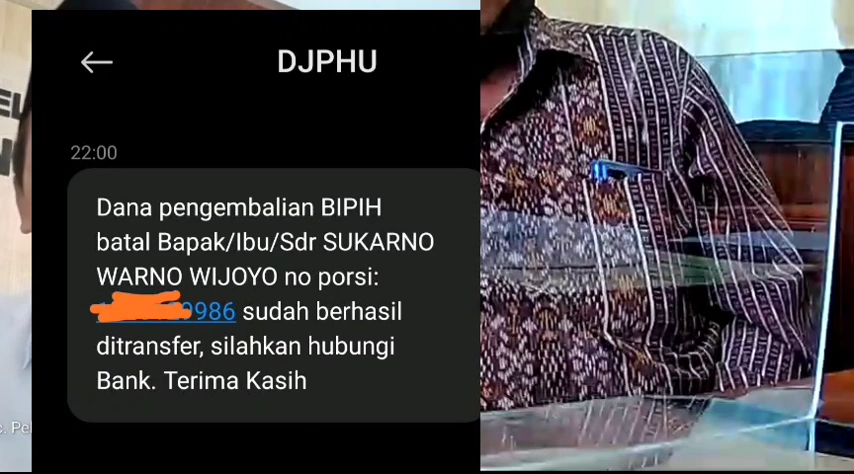 DJPHU
22:00
Dana pengembalian BIPIH
batal Bapak/Ibu/Sdr SUKARNO
WARNO WIJOYO no porsi:
9986 sudah berhasil
ditransfer, silahkan hubungi
Bank. Terima Kasih